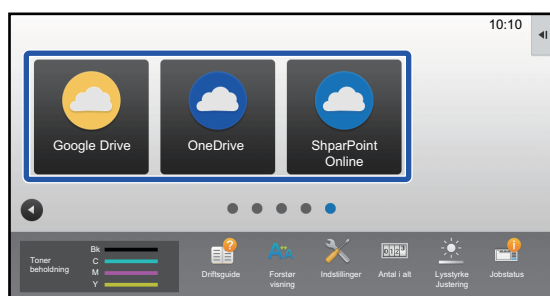 10:10
Google Drive
OneDrive
ShparPoint
Online
Toner
beholdning
Bk
C
M
Y
Driftsguide
Forstør
visning
Indstillinger
Antal i alt
Lysstyrke
Justering
Jobstatus